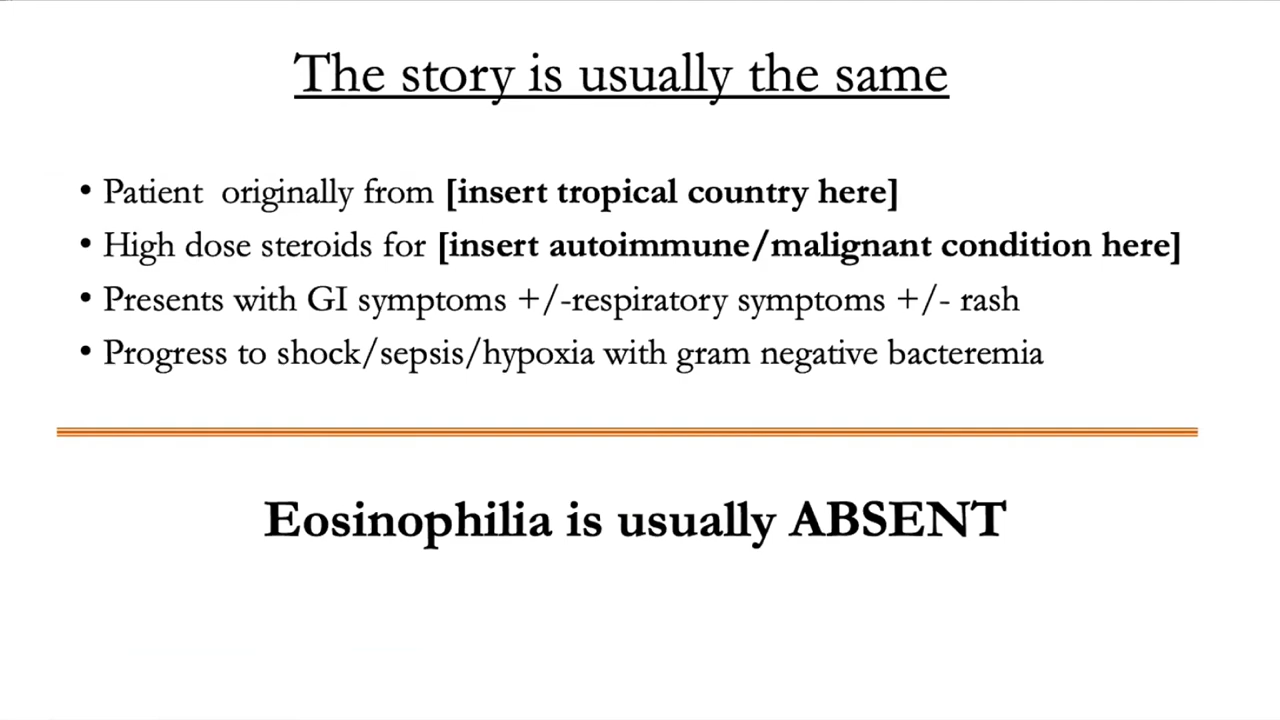 The story is usually the same
• Patient originally from [insert tropical country here]
• High dose steroids for [insert autoimmune/malignant condition here]
• Presents with GI symptoms +/-respiratory symptoms +/- rash
• Progress to shock/sepsis/hypoxia with gram negative bacteremia
Eosinophilia is usually ABSENT